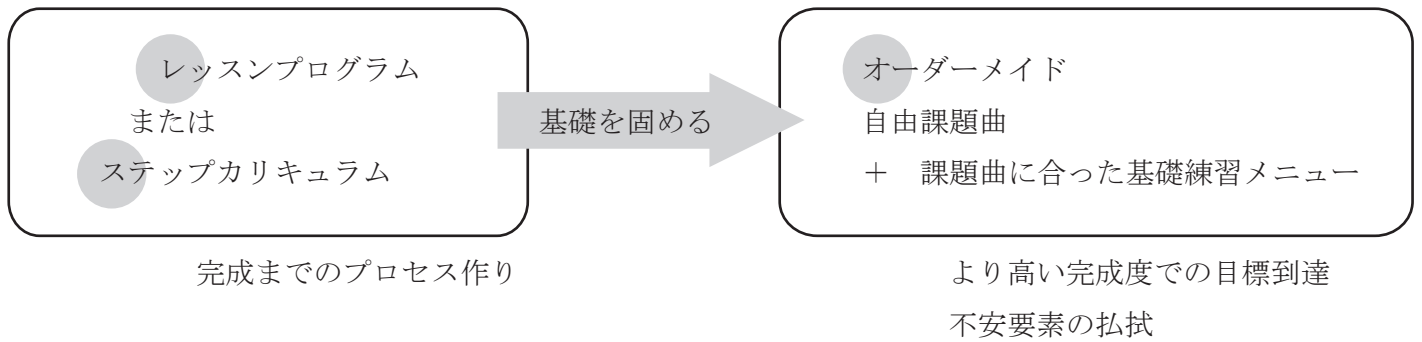 レッスンプログラム
または
ステップカリキュラム
完成までのプロセス作り
基礎を固める
オーダーメイド
自由課題曲
＋　課題曲に合った基礎練習メニュー
より高い完成度での目標到達
不安要素の払拭